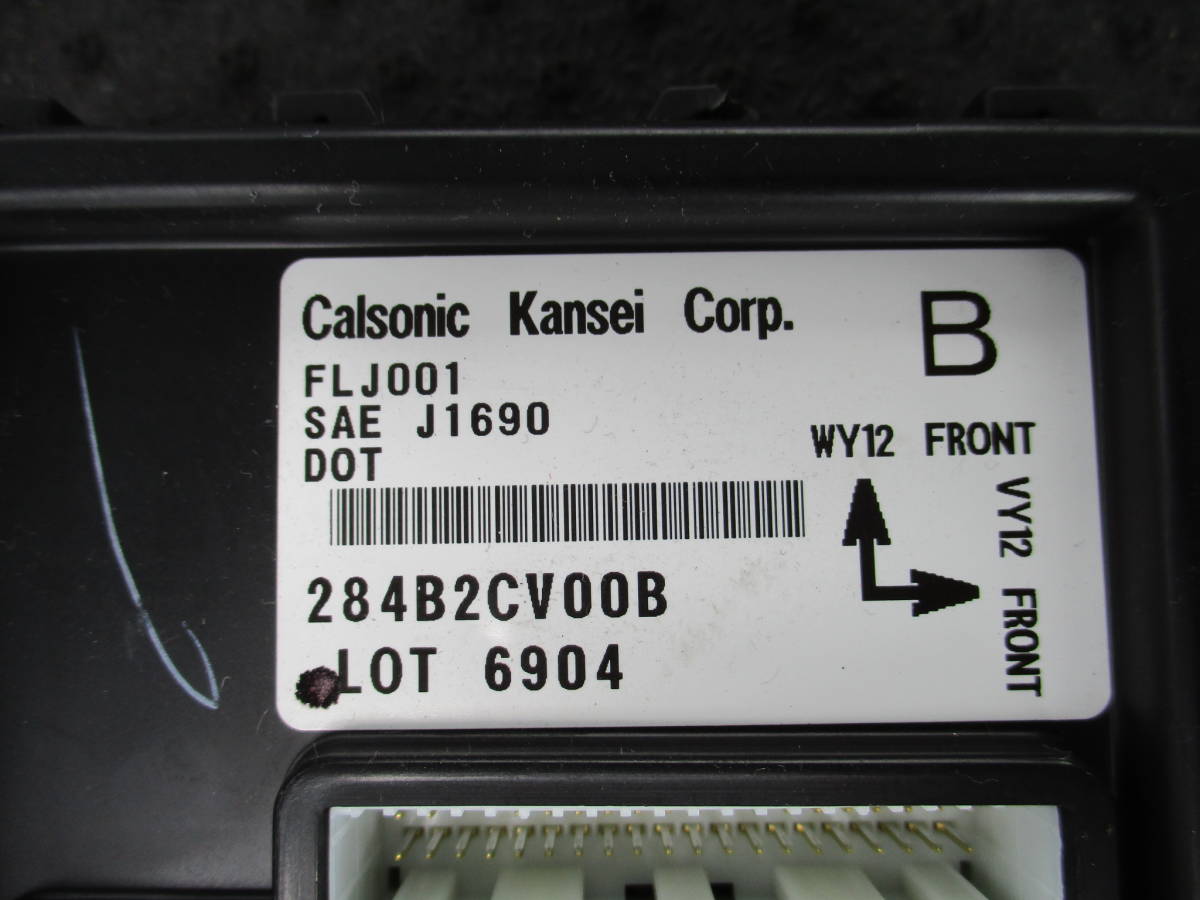 Calsonic Kansei Corp.
B
FLJ001
SAE J1690
DOT
WY12 FRONT
VY12 FRONT
284B2CV00B
LOT 6904